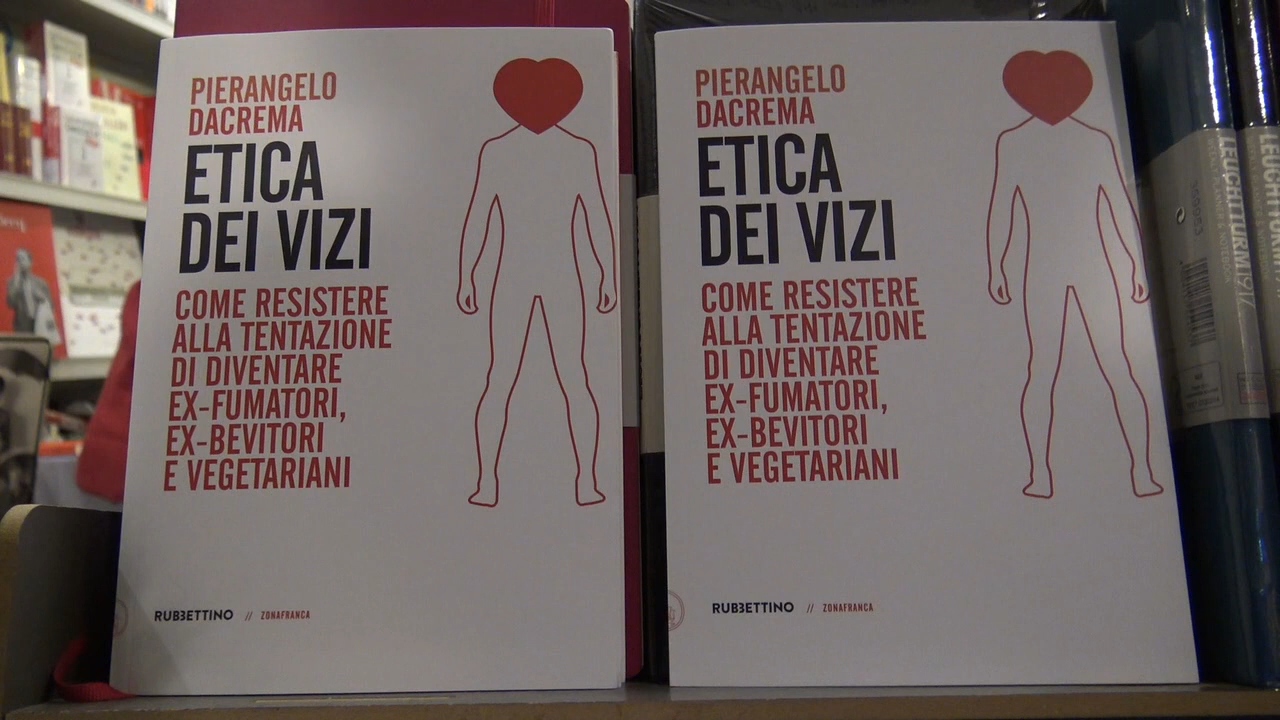 PIERANGELO
DACREMA
ETICA
DEI VIZI
COME RESISTERE
ALLA TENTAZIONE
DI DIVENTARE
EX-FUMATORI,
EX-BEVITORI
E VEGETARIANI
RUBBETTINO // ZONAFRANCA
PIERANGELO
DACREMA
ETICA
DEI VIZI
COME RESISTERE
ALLA TENTAZIONE
DI DIVENTARE
EX-FUMATORI,
EX-BEVITORI
E VEGETARIANI
RUBBETTINO // ZONAFRANCA
LEUCHTTURM1917